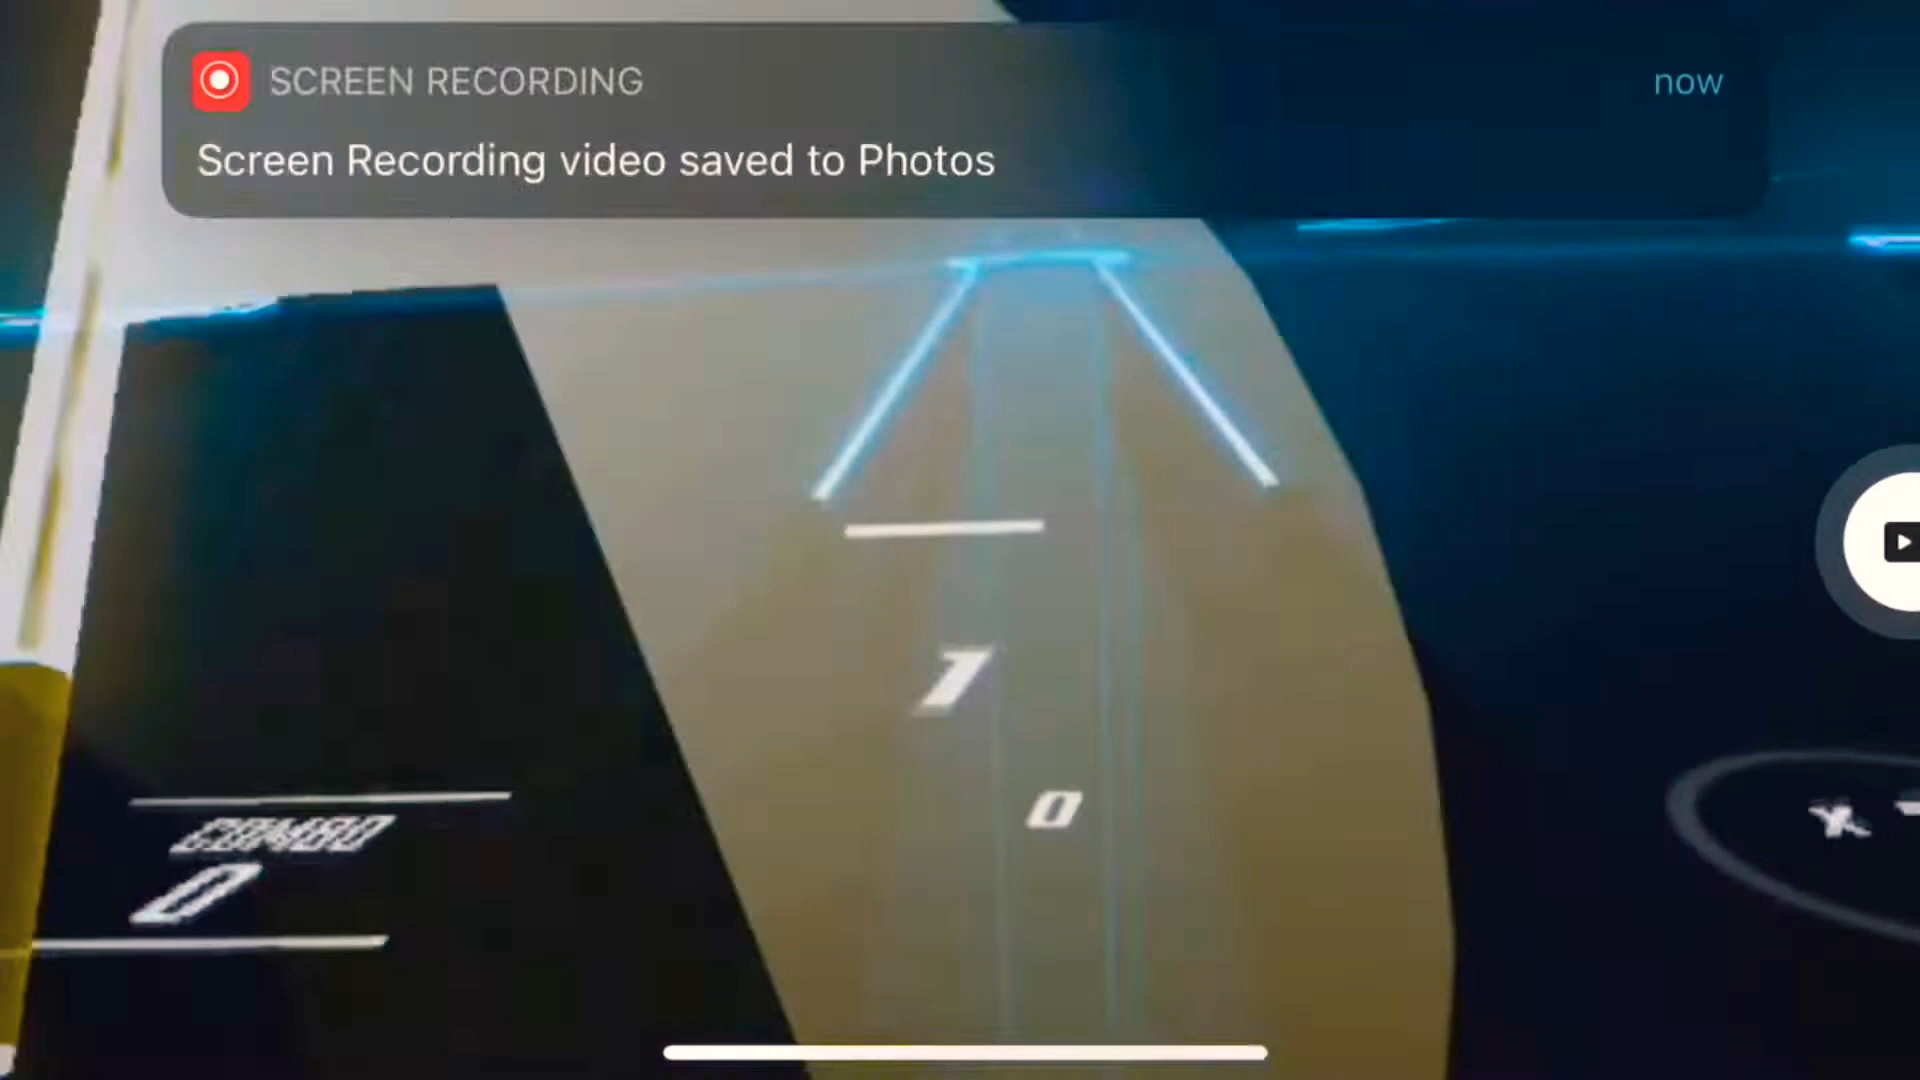 SCREEN RECORDING
now
Screen Recording video saved to Photos
1
0
X
COMBO
0